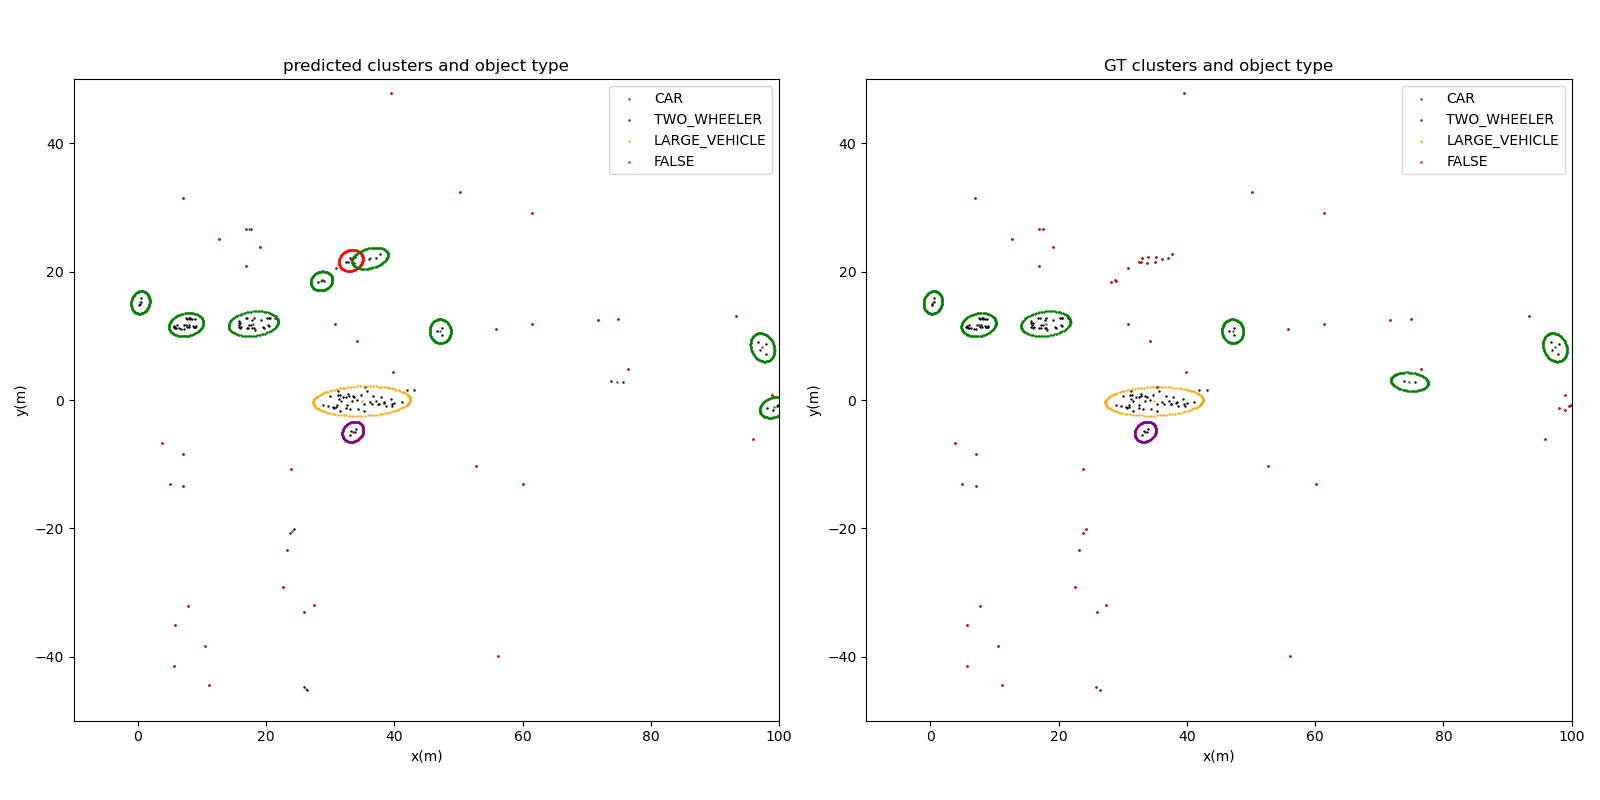 predicted clusters and object type
CAR
TWO_WHEELER
LARGE_VEHICLE
FALSE
40
20
0
−20
−40
y(m)
0
20
40
60
80
100
x(m)
GT clusters and object type
CAR
TWO_WHEELER
LARGE_VEHICLE
FALSE
40
20
0
−20
−40
y(m)
0
20
40
60
80
100
x(m)